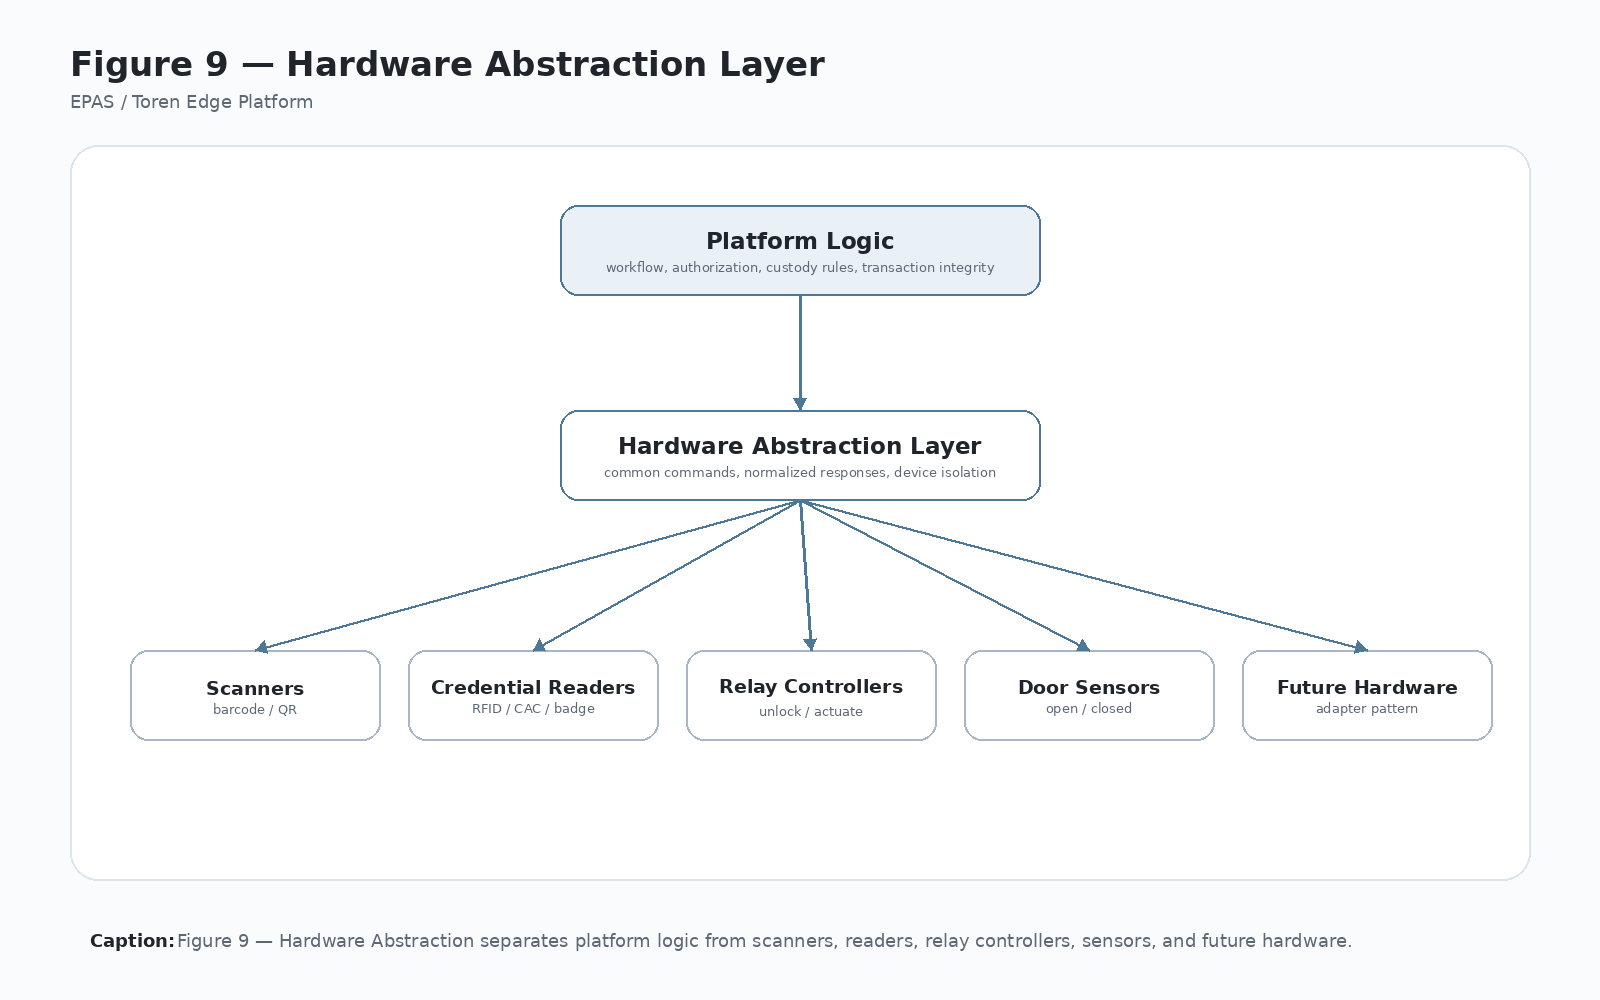 Figure 9 — Hardware Abstraction Layer
EPAS / Toren Edge Platform
Platform Logic
workflow, authorization, custody rules, transaction integrity
Hardware Abstraction Layer
common commands, normalized responses, device isolation
Scanners
barcode / QR
Credential Readers
RFID / CAC / badge
Relay Controllers
unlock / actuate
Door Sensors
open / closed
Future Hardware
adapter pattern
Caption: Figure 9 — Hardware Abstraction separates platform logic from scanners, readers, relay controllers, sensors, and future hardware.